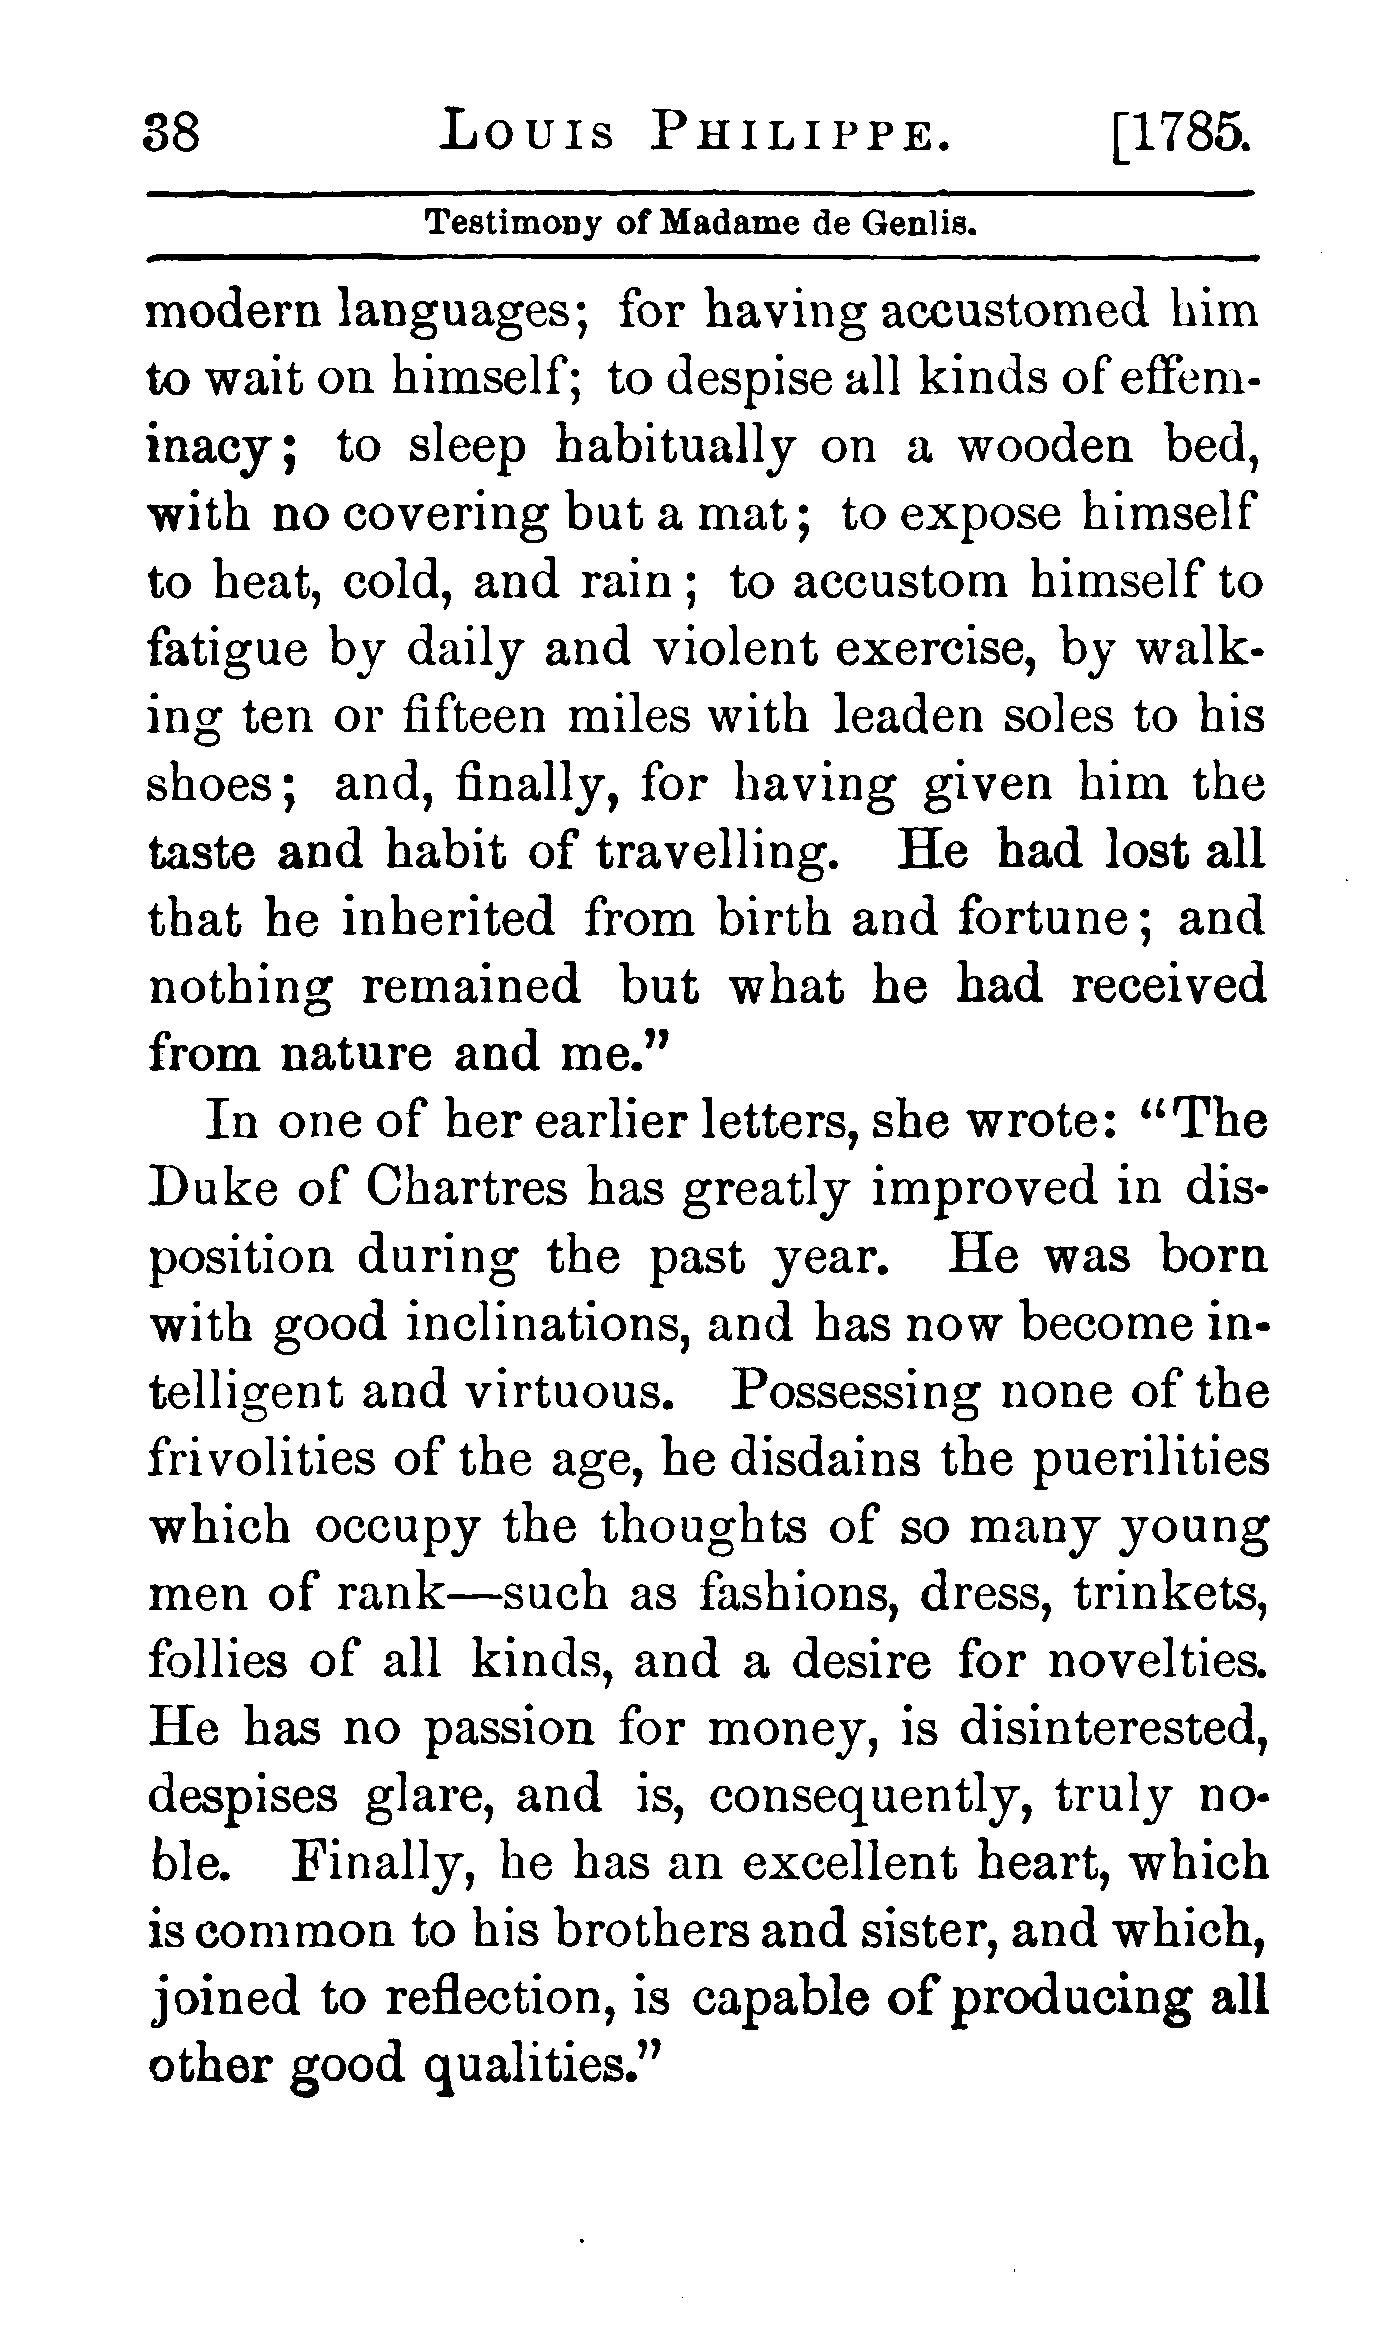 38 Louis Philippe. [1785.
Testimony of Madame de Genlis.
modern languages; for having accustomed him
to wait on himself; to despise all kinds of effem-
inacy; to sleep habitually on a wooden bed,
with no covering but a mat; to expose himself
to heat, cold, and rain; to accustom himself to
fatigue by daily and violent exercise, by walk-
ing ten or fifteen miles with leaden soles to his
shoes; and, finally, for having given him the
taste and habit of travelling. He had lost all
that he inherited from birth and fortune; and
nothing remained but what he had received
from nature and me."
In one of her earlier letters, she wrote: "The
Duke of Chartres has greatly improved in dis-
position during the past year. He was born
with good inclinations, and has now become in-
telligent and virtuous. Possessing none of the
frivolities of the age, he disdains the puerilities
which occupy the thoughts of so many young
men of rank—such as fashions, dress, trinkets,
follies of all kinds, and a desire for novelties.
He has no passion for money, is disinterested,
despises glare, and is, consequently, truly no-
ble. Finally, he has an excellent heart, which
is common to his brothers and sister, and which,
joined to reflection, is capable of producing all
other good qualities."